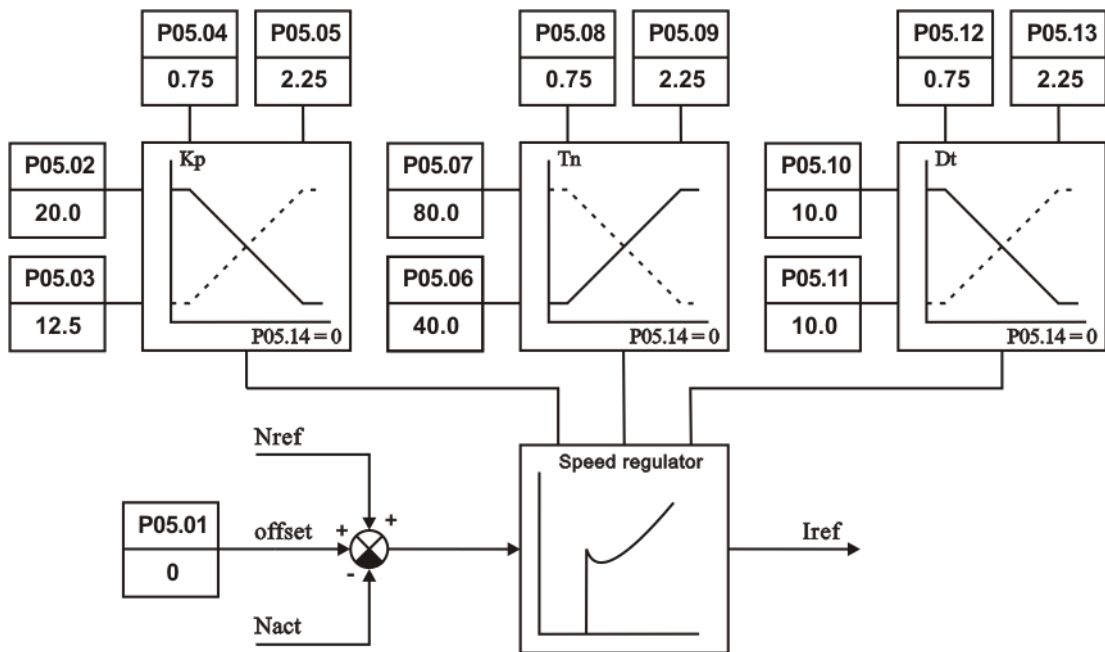 P05.04 P05.05 P05.08 P05.09 P05.12 P05.13
0.75 2.25 0.75 2.25 0.75 2.25
Kp Tn Dt
P05.02 P05.07 P05.10
20.0 80.0 10.0
P05.03 P05.06 P05.11
12.5 40.0 10.0
P05.14 = 0 P05.14 = 0 P05.14 = 0
Nref
Speed regulator
P05.01 offset + + Iref
0 -
Nact